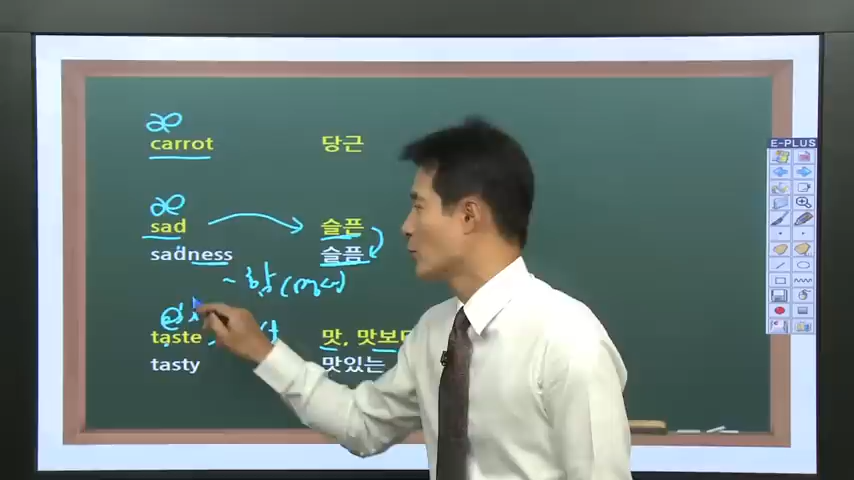 E-PLUS
æ
carrot 당근
æ
sad 슬픈
sadness 슬픔
~함 (명사)
taste 맛, 맛보다
tasty 맛있는